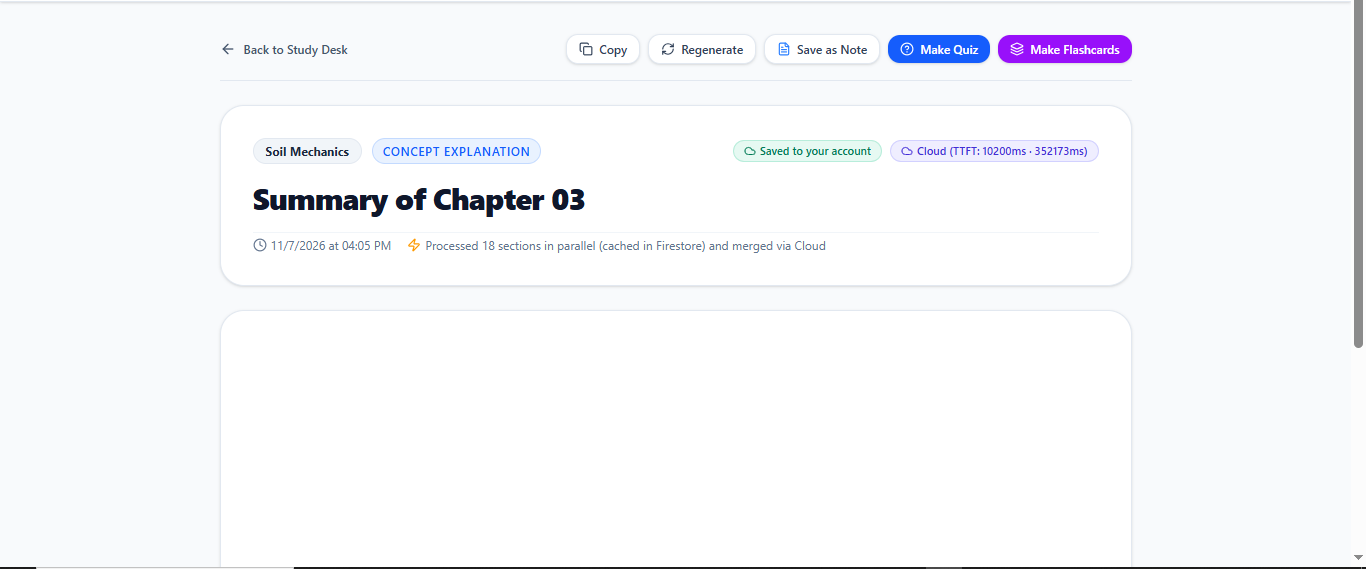 Back to Study Desk
Copy
Regenerate
Save as Note
Make Quiz
Make Flashcards
Soil Mechanics
CONCEPT EXPLANATION
Saved to your account
Cloud (TTFT: 10200ms · 352173ms)
Summary of Chapter 03
11/7/2026 at 04:05 PM
Processed 18 sections in parallel (cached in Firestore) and merged via Cloud